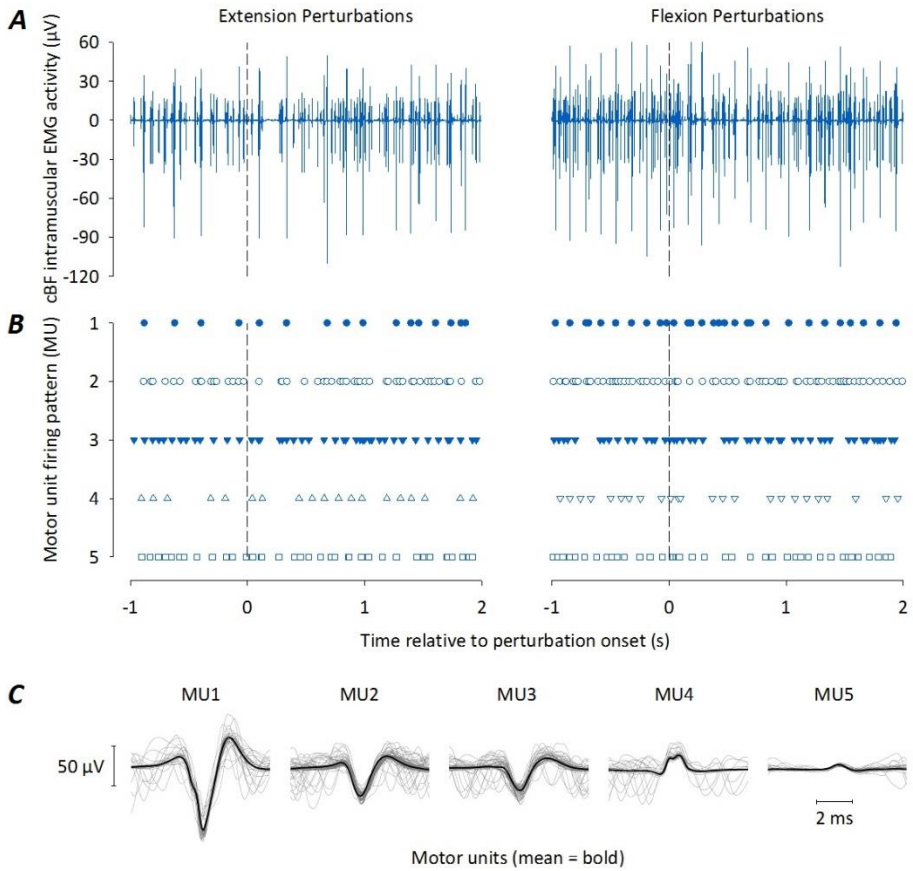 Extension Perturbations
Flexion Perturbations
A
cBF intramuscular EMG activity (µV)
60
30
0
-30
-60
-90
-120
B
Motor unit firing pattern (MU)
1
2
3
4
5
-1
0
1
2
-1
0
1
2
Time relative to perturbation onset (s)
C
MU1
MU2
MU3
MU4
MU5
50 µV
2 ms
Motor units (mean = bold)